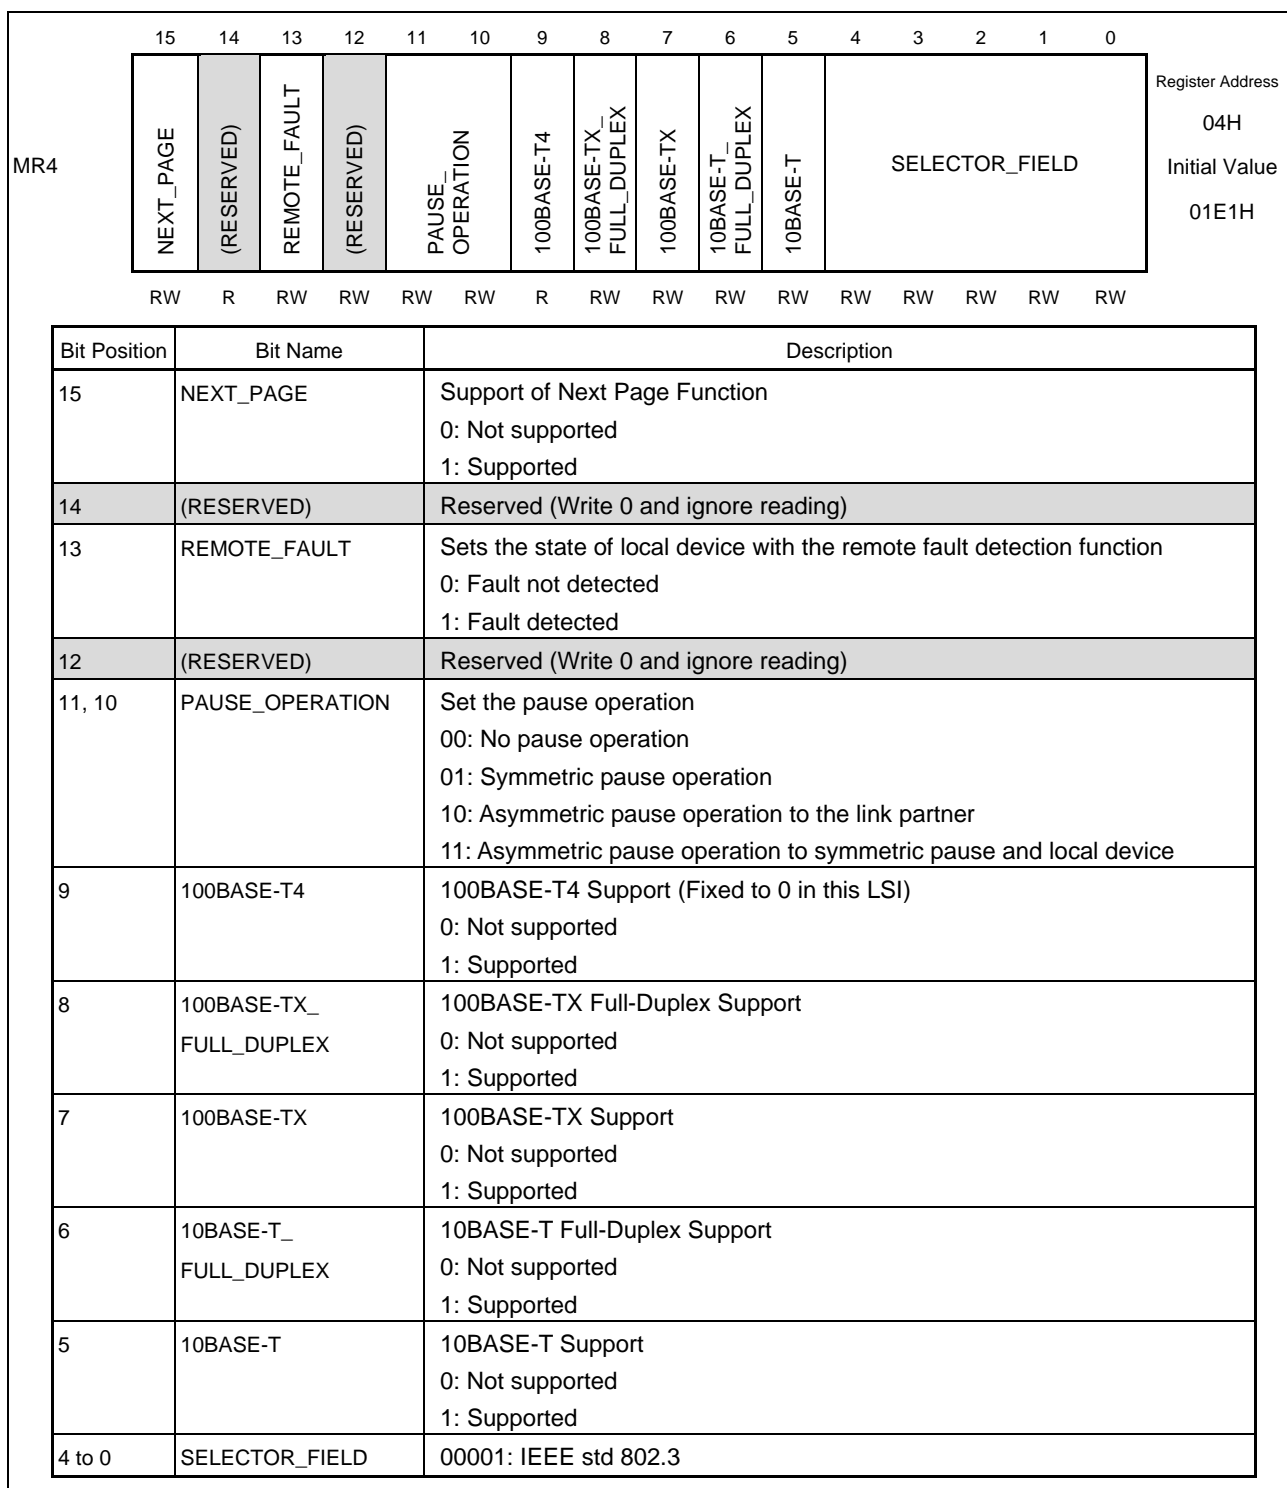 15 14 13 12 11 10 9 8 7 6 5 4 3 2 1 0
MR4
NEXT_PAGE
(RESERVED)
REMOTE_FAULT
(RESERVED)
PAUSE_
OPERATION
100BASE-T4
100BASE-TX_
FULL_DUPLEX
100BASE-TX
10BASE-T_
FULL_DUPLEX
10BASE-T
SELECTOR_FIELD
Register Address
04H
Initial Value
01E1H
RW R RW RW RW RW R RW RW RW RW RW RW RW RW RW
Bit Position Bit Name Description
15 NEXT_PAGE Support of Next Page Function
0: Not supported
1: Supported
14 (RESERVED) Reserved (Write 0 and ignore reading)
13 REMOTE_FAULT Sets the state of local device with the remote fault detection function
0: Fault not detected
1: Fault detected
12 (RESERVED) Reserved (Write 0 and ignore reading)
11, 10 PAUSE_OPERATION Set the pause operation
00: No pause operation
01: Symmetric pause operation
10: Asymmetric pause operation to the link partner
11: Asymmetric pause operation to symmetric pause and local device
9 100BASE-T4 100BASE-T4 Support (Fixed to 0 in this LSI)
0: Not supported
1: Supported
8 100BASE-TX_ 100BASE-TX Full-Duplex Support
FULL_DUPLEX 0: Not supported
1: Supported
7 100BASE-TX 100BASE-TX Support
0: Not supported
1: Supported
6 10BASE-T_ 10BASE-T Full-Duplex Support
FULL_DUPLEX 0: Not supported
1: Supported
5 10BASE-T 10BASE-T Support
0: Not supported
1: Supported
4 to 0 SELECTOR_FIELD 00001: IEEE std 802.3